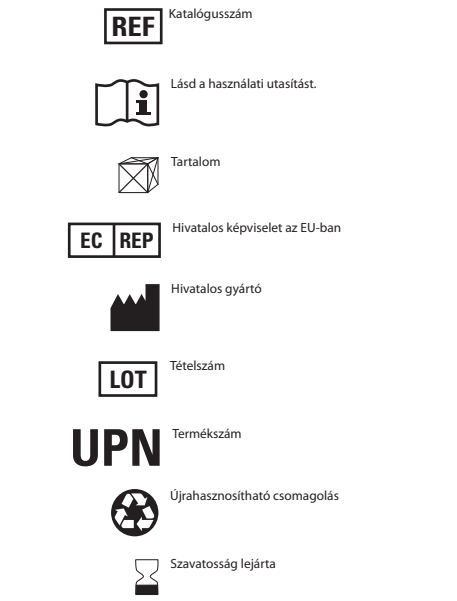 REF Katalógusszám
i Lásd a használati utasítást.
Tartalom
EC REP Hivatalos képviselet az EU-ban
Hivatalos gyártó
LOT Tételszám
UPN Termékszám
Újrahasznosítható csomagolás
Szavatosság lejárta